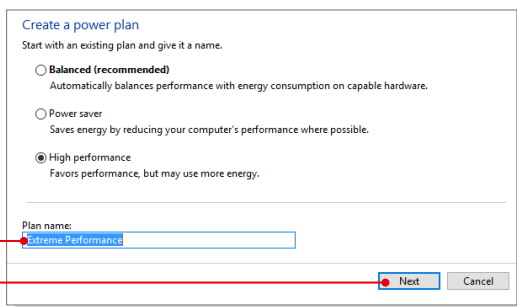 Create a power plan
Start with an existing plan and give it a name.
Balanced (recommended)
Automatically balances performance with energy consumption on capable hardware.
Power saver
Saves energy by reducing your computer's performance where possible.
High performance
Favors performance, but may use more energy.
Plan name:
Extreme Performance
Next Cancel